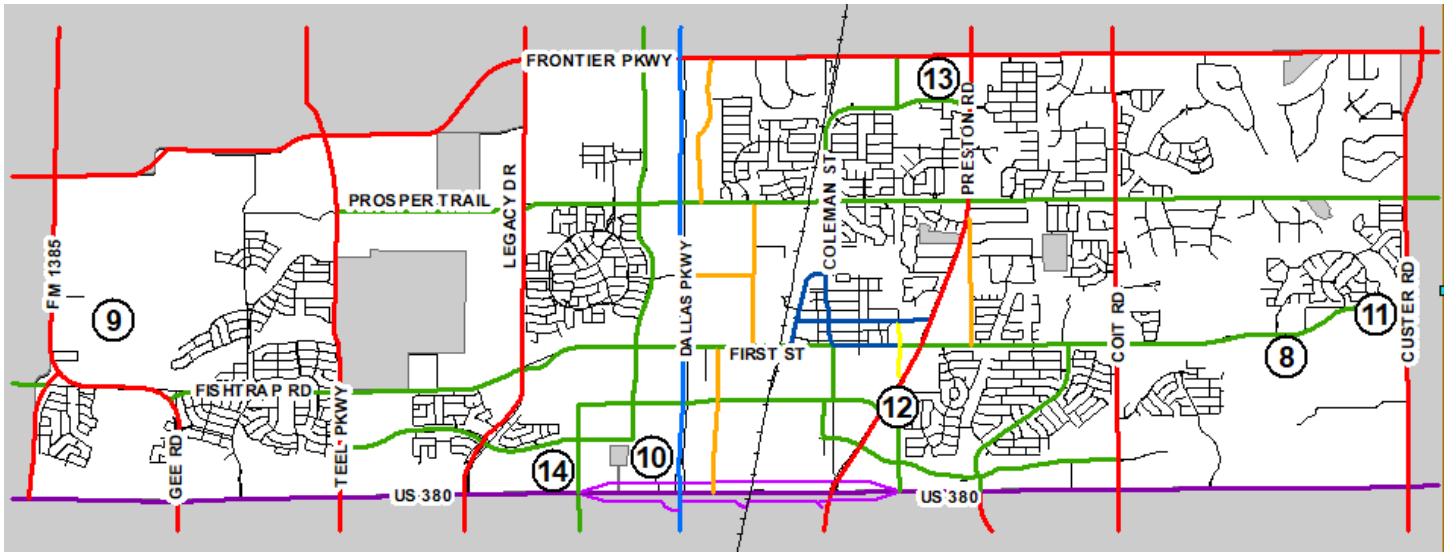 FRONTIER PKWY
13
PRESTON RD
COLEMAN ST
LEGACY DR
PROSPER TRAIL
FM 1385
DALLAS PKWY
9
COIT RD
CUSTER RD
11
8
FIRST ST
FISHTRAP RD
TEEL PKWY
12
GEE RD
10
14
US 380
US 380